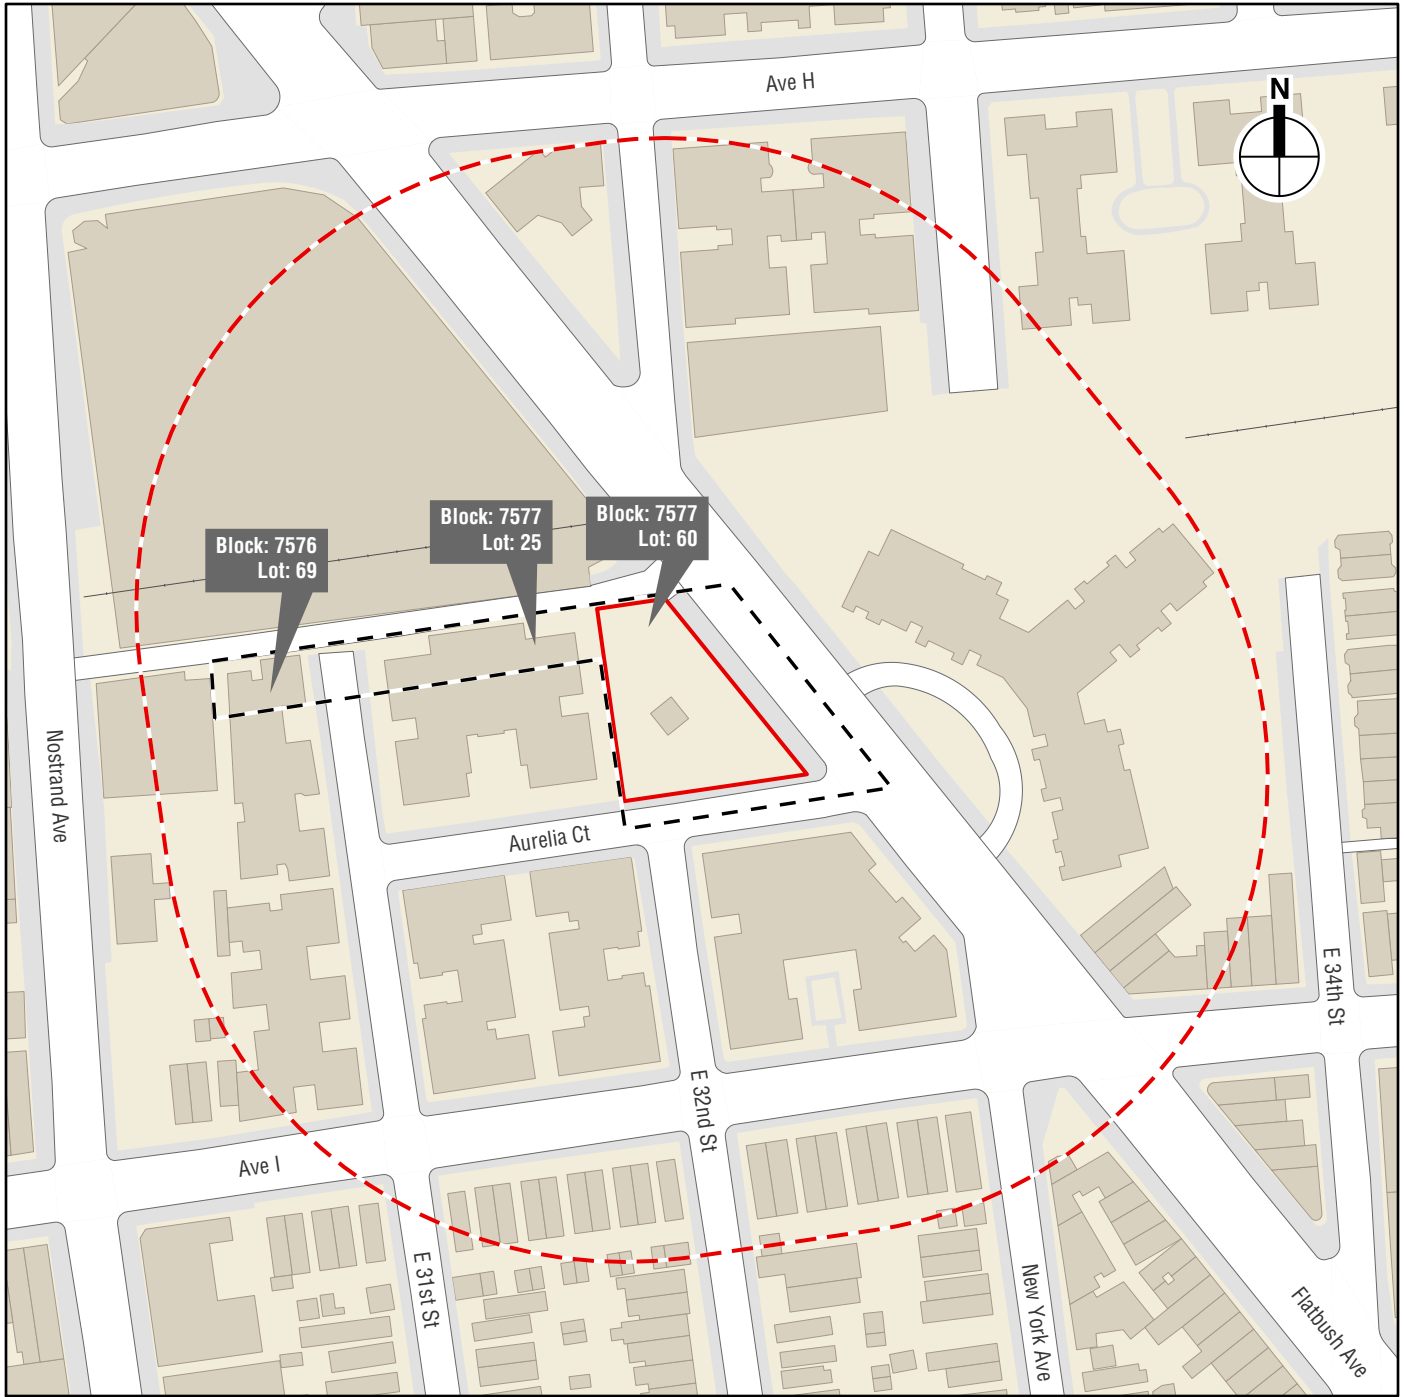 Ave H
N
Block: 7577
Lot: 60
Block: 7577
Lot: 25
Block: 7576
Lot: 69
Nostrand Ave
Aurelia Ct
E 34th St
E 32nd St
Ave I
E 31st St
New York Ave
Flatbush Ave